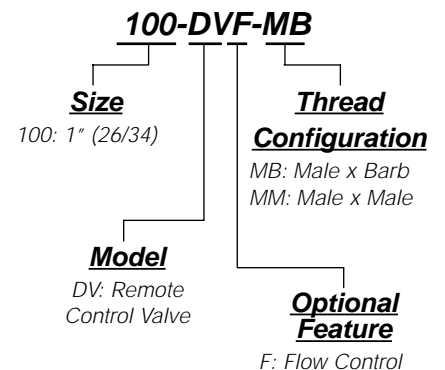 100-DVF-MB
Size
100: 1" (26/34)
Thread
Configuration
MB: Male x Barb
MM: Male x Male
Model
DV: Remote
Control Valve
Optional
Feature
F: Flow Control